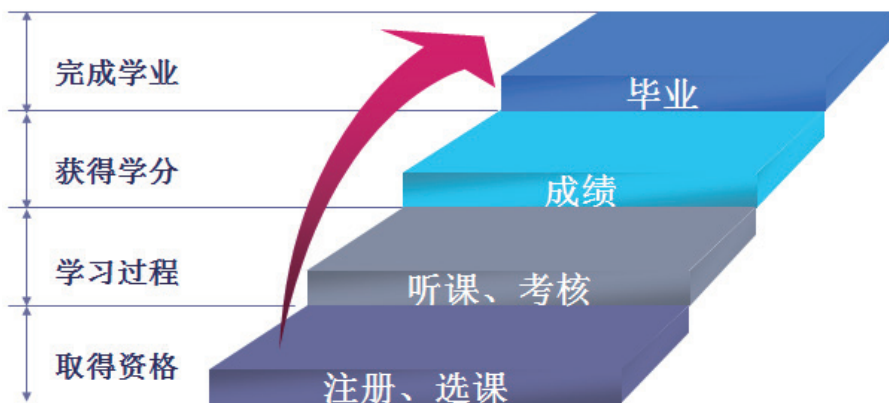 完成学业
毕业
获得学分
成绩
学习过程
听课、考核
取得资格
注册、选课